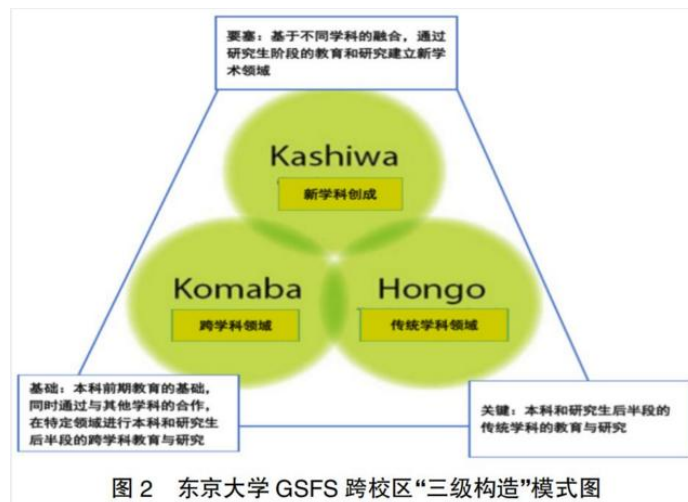 要塞：基于不同学科的融合，通过
研究生阶段的教育和研究建立新学
术领域
Kashiwa
新学科创成
Komaba
跨学科领域
Hongo
传统学科领域
基础：本科前期教育的基础，
同时通过与其他学科的合作，
在特定领域进行本科和研究生
后半段的跨学科教育与研究
关键：本科和研究生后半段的
传统学科的教育与研究
图 2 东京大学 GSFS 跨校区“三级构造”模式图